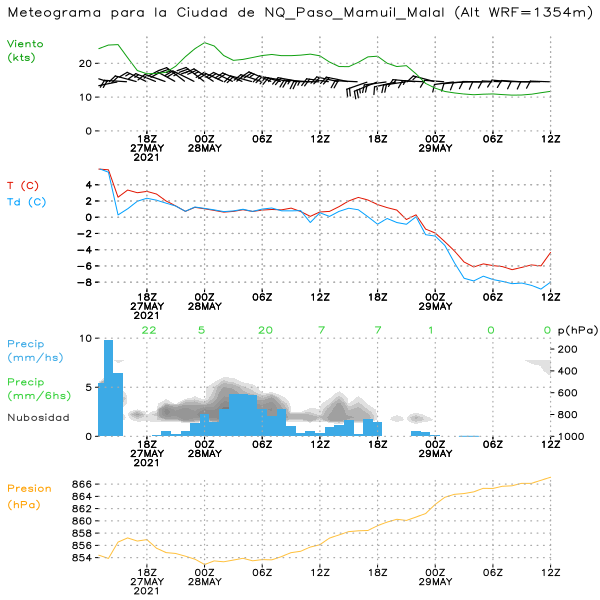 Meteograma para la Ciudad de NQ_Paso_Mamuil_Malal (Alt WRF=1354m)
Viento
(kts)
20
10
0
18Z 00Z 06Z 12Z 18Z 00Z 06Z 12Z
27MAY 28MAY 29MAY
2021
T (C)
Td (C)
4
2
0
-2
-4
-6
-8
18Z 00Z 06Z 12Z 18Z 00Z 06Z 12Z
27MAY 28MAY 29MAY
2021
10 22 5 20 7 7 1 0 0 p(hPa)
Precip
(mm/hs)
200
400
Precip
(mm/6hs)
5 600
Nubosidad
800
0 1000
18Z 00Z 06Z 12Z 18Z 00Z 06Z 12Z
27MAY 28MAY 29MAY
2021
Presion
(hPa)
866
864
862
860
858
856
854
18Z 00Z 06Z 12Z 18Z 00Z 06Z 12Z
27MAY 28MAY 29MAY
2021